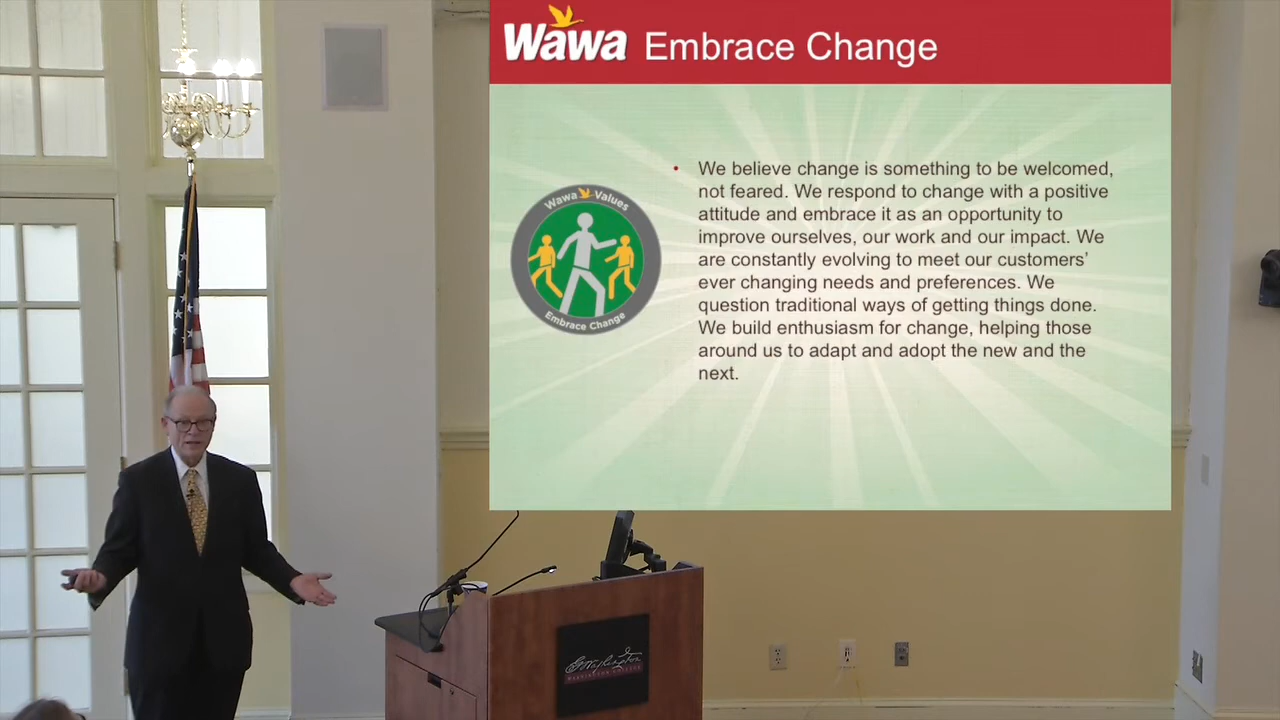 Wawa Embrace Change
• We believe change is something to be welcomed,
not feared. We respond to change with a positive
attitude and embrace it as an opportunity to
improve ourselves, our work and our impact. We
are constantly evolving to meet our customers’
ever changing needs and preferences. We
question traditional ways of getting things done.
We build enthusiasm for change, helping those
around us to adapt and adopt the new and the
next.
Wawa Values
Embrace Change
G Washington
WASHINGTON COLLEGE